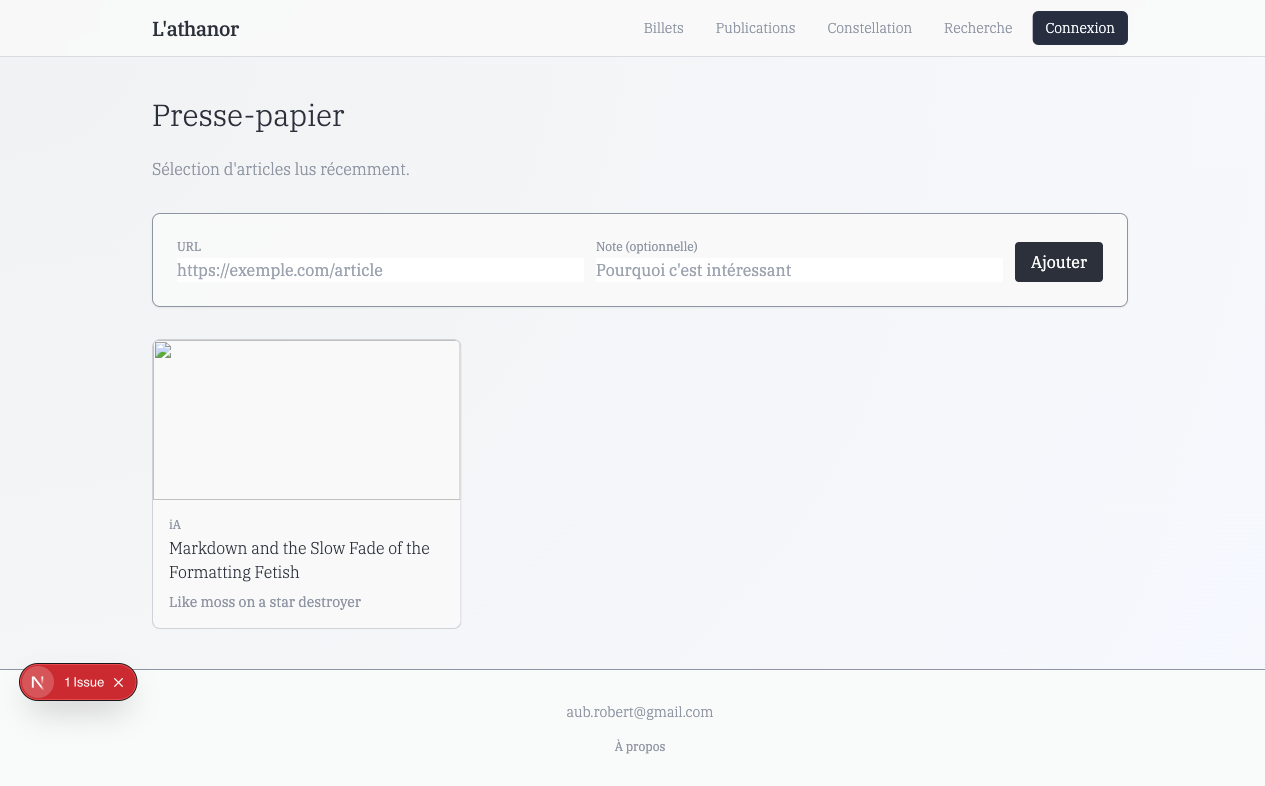 L'athanor
Billets
Publications
Constellation
Recherche
Connexion
Presse-papier
Sélection d'articles lus récemment.
URL
https://exemple.com/article
Note (optionnelle)
Pourquoi c'est intéressant
Ajouter
iA
Markdown and the Slow Fade of the
Formatting Fetish
Like moss on a star destroyer
N
1 Issue
aub.robert@gmail.com
À propos